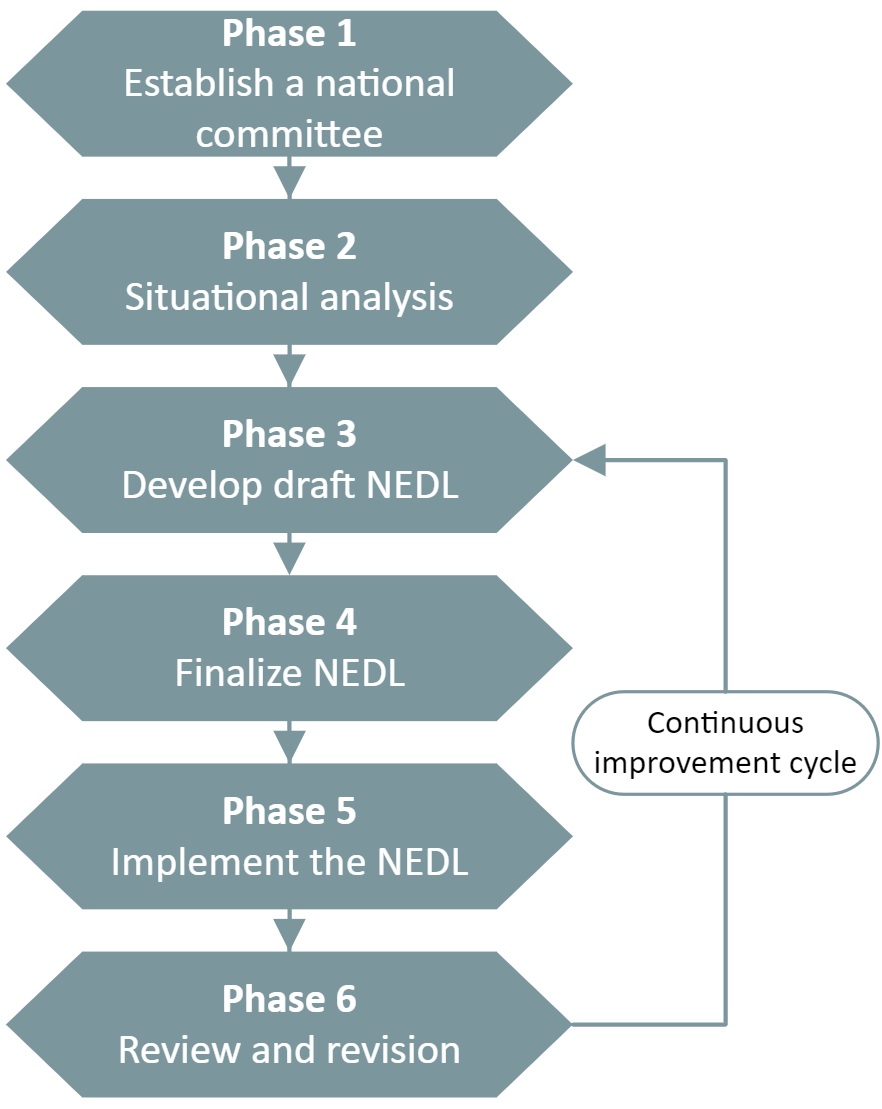 Phase 1
Establish a national
committee
Phase 2
Situational analysis
Phase 3
Develop draft NEDL
Phase 4
Finalize NEDL
Continuous
improvement cycle
Phase 5
Implement the NEDL
Phase 6
Review and revision